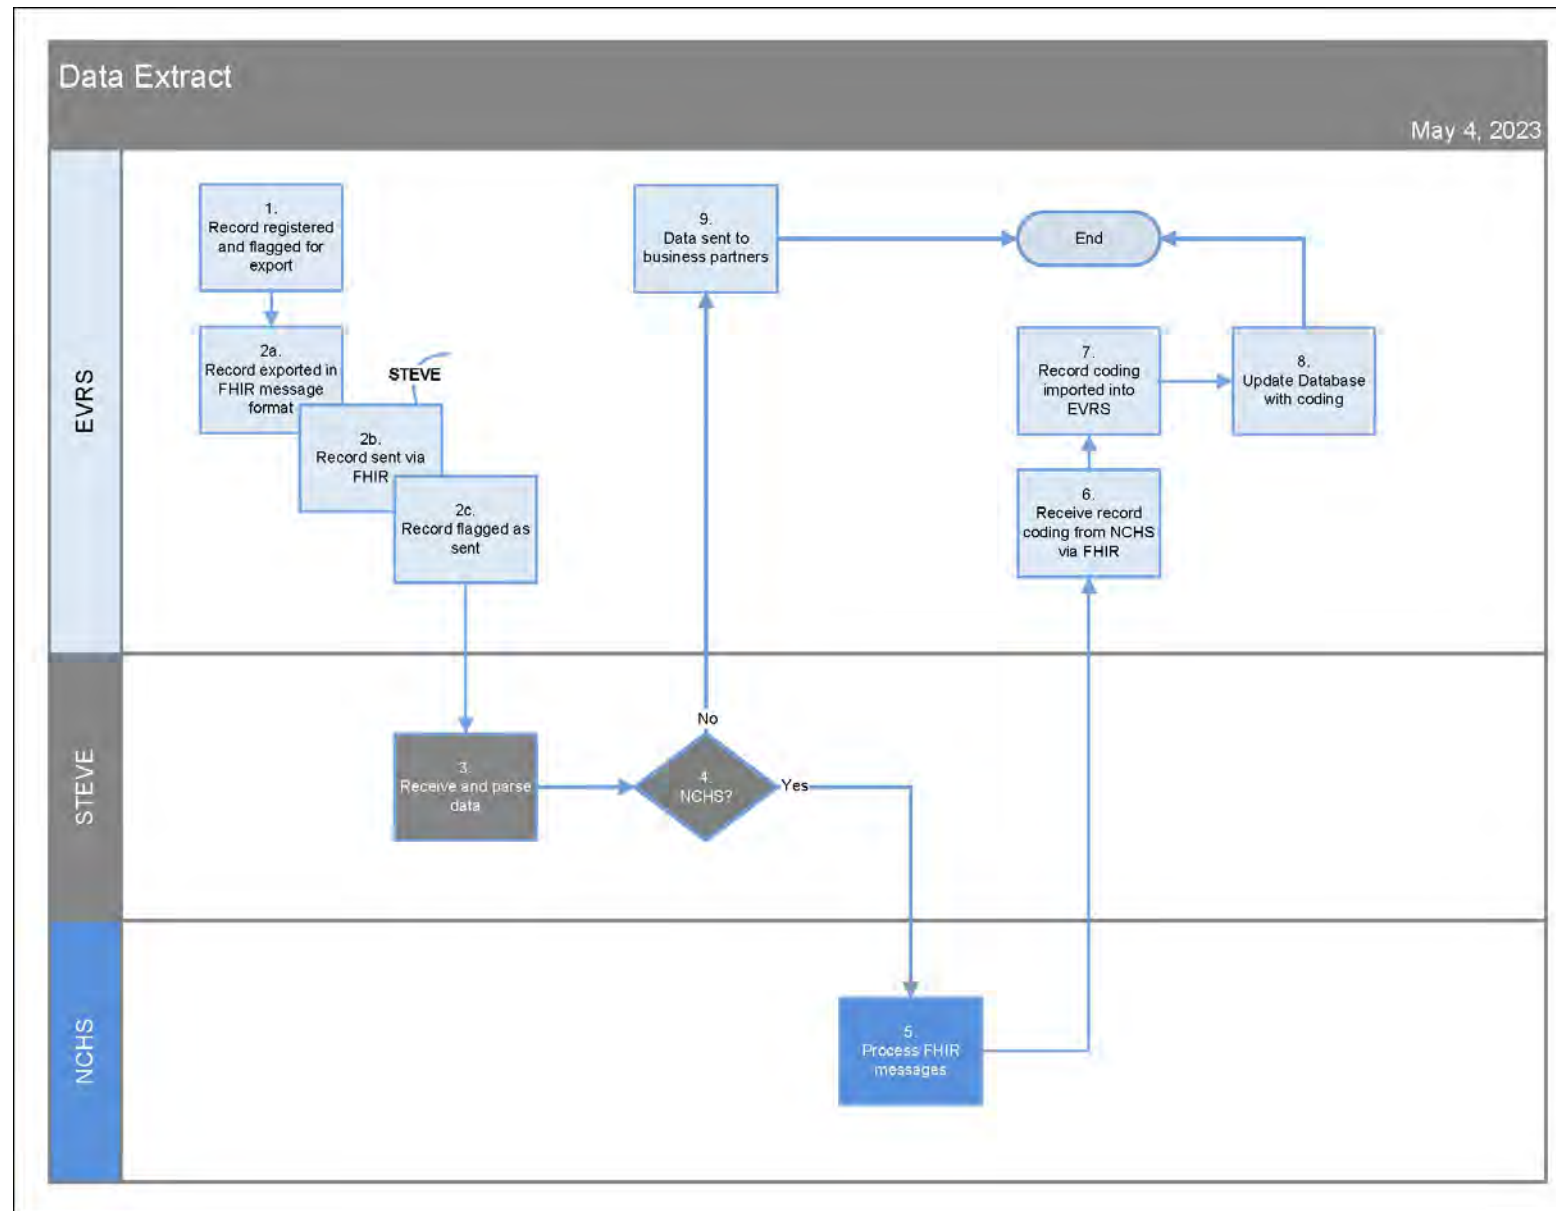 Data Extract
May 4, 2023
EVRS
1.
Record registered
and flagged for
export
2a.
Record exported in
FHIR message
format
STEVE
2b.
Record sent via
FHIR
2c.
Record flagged as
sent
9.
Data sent to
business partners
End
7.
Record coding
imported into
EVRS
8.
Update Database
with coding
6.
Receive record
coding from NCHS
via FHIR
STEVE
3.
Receive and parse
data
No
4.
NCHS?
Yes
NCHS
5.
Process FHIR
messages